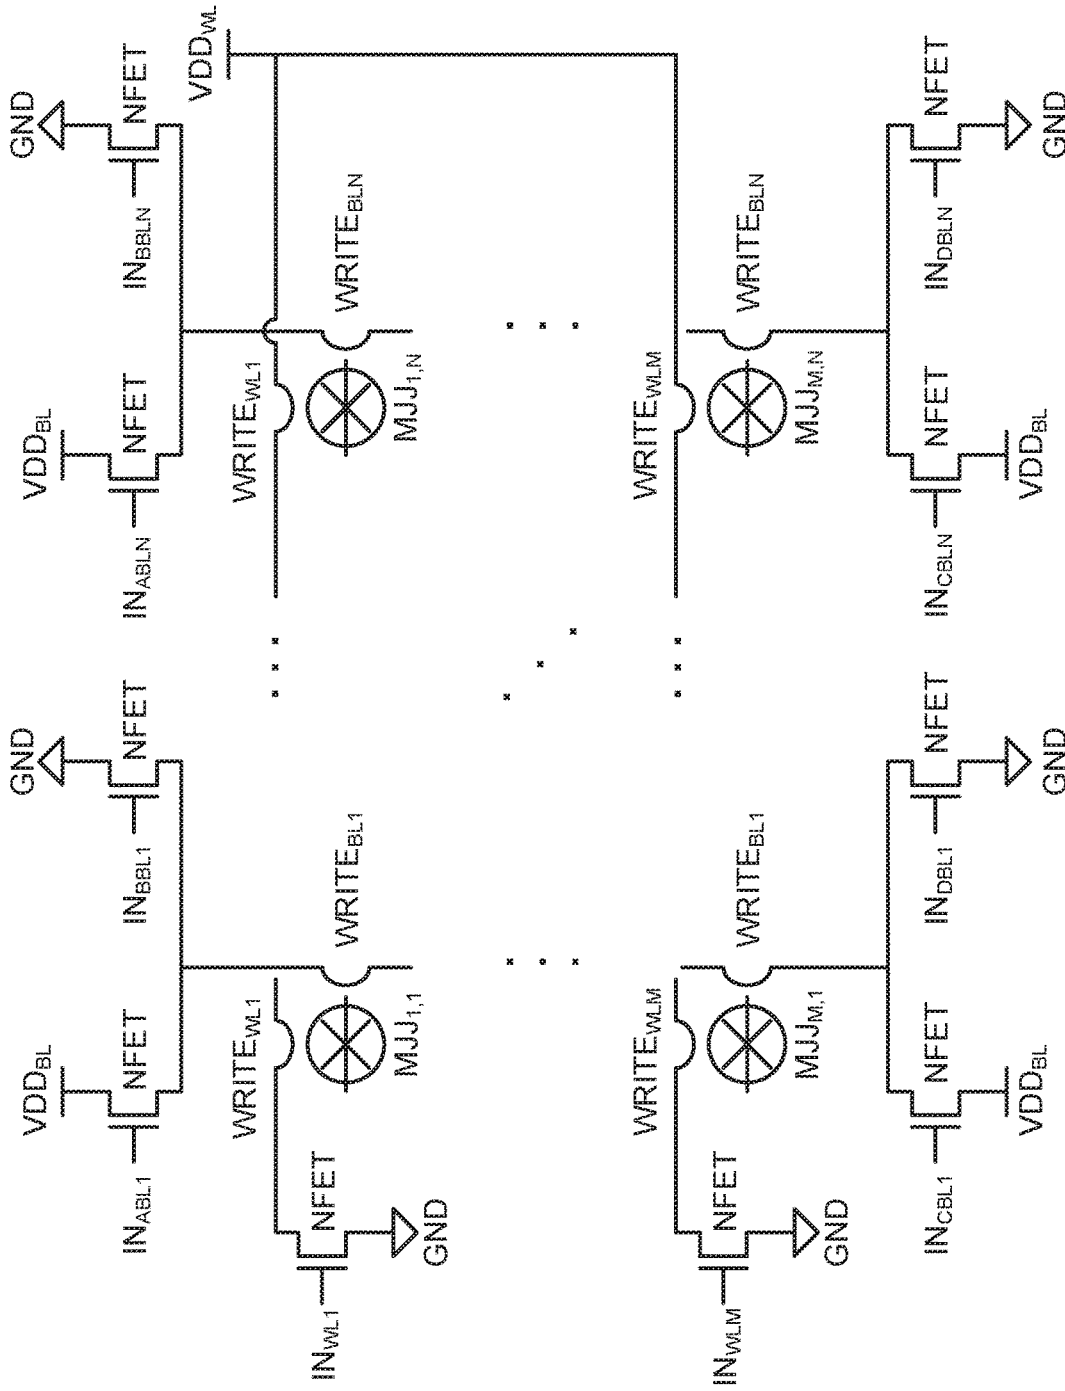 VDD_BL
GND
VDD_BL
GND
IN_ABL1
NFET
IN_BBL1
NFET
IN_ABLN
NFET
IN_BBLN
NFET
VDD_WL
WRITE_WL1
WRITE_WL1
IN_WL1
NFET
WRITE_BL1
WRITE_BLN
MJJ_1,1
MJJ_1,N
GND
WRITE_WLM
WRITE_WLM
IN_WLM
NFET
WRITE_BL1
WRITE_BLN
MJJ_M,1
MJJ_M,N
GND
IN_CBL1
NFET
IN_DBL1
NFET
IN_CBLN
NFET
IN_DBLN
NFET
VDD_BL
GND
VDD_BL
GND